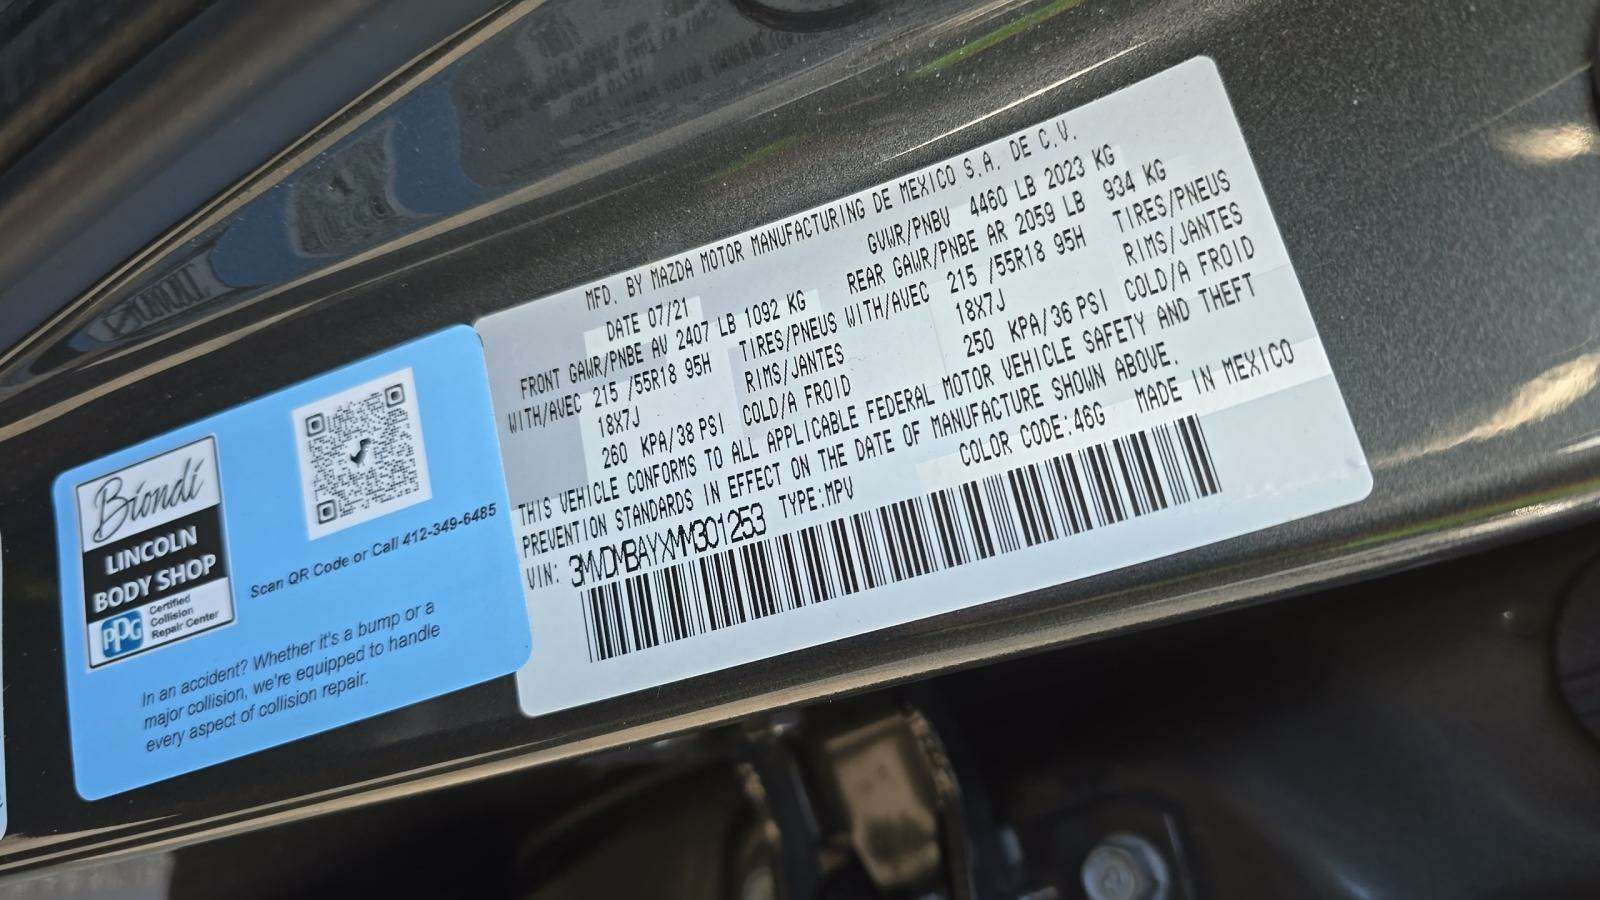 Biondi
LINCOLN
BODY SHOP
PPG
Certified
Collision
Repair Center
Scan QR Code or Call 412-349-6485
In an accident? Whether it's a bump or a
major collision, we're equipped to handle
every aspect of collision repair.
MFD. BY MAZDA MOTOR MANUFACTURING DE MEXICO S.A. DE C.V.
DATE 07/21 GVWR/PNBV 4460 LB 2023 KG
FRONT GAWR/PNBE AV 2407 LB 1092 KG REAR GAWR/PNBE AR 2059 LB 934 KG
WITH/AVEC 215 /55R18 95H TIRES/PNEUS WITH/AVEC 215 /55R18 95H TIRES/PNEUS
18X7J RIMS/JANTES 18X7J RIMS/JANTES
260 KPA/38 PSI COLD/A FROID 250 KPA/36 PSI COLD/A FROID
THIS VEHICLE CONFORMS TO ALL APPLICABLE FEDERAL MOTOR VEHICLE SAFETY AND THEFT
PREVENTION STANDARDS IN EFFECT ON THE DATE OF MANUFACTURE SHOWN ABOVE.
VIN: 3MVDMBAYXMM301253 TYPE:MPV COLOR CODE:46G MADE IN MEXICO